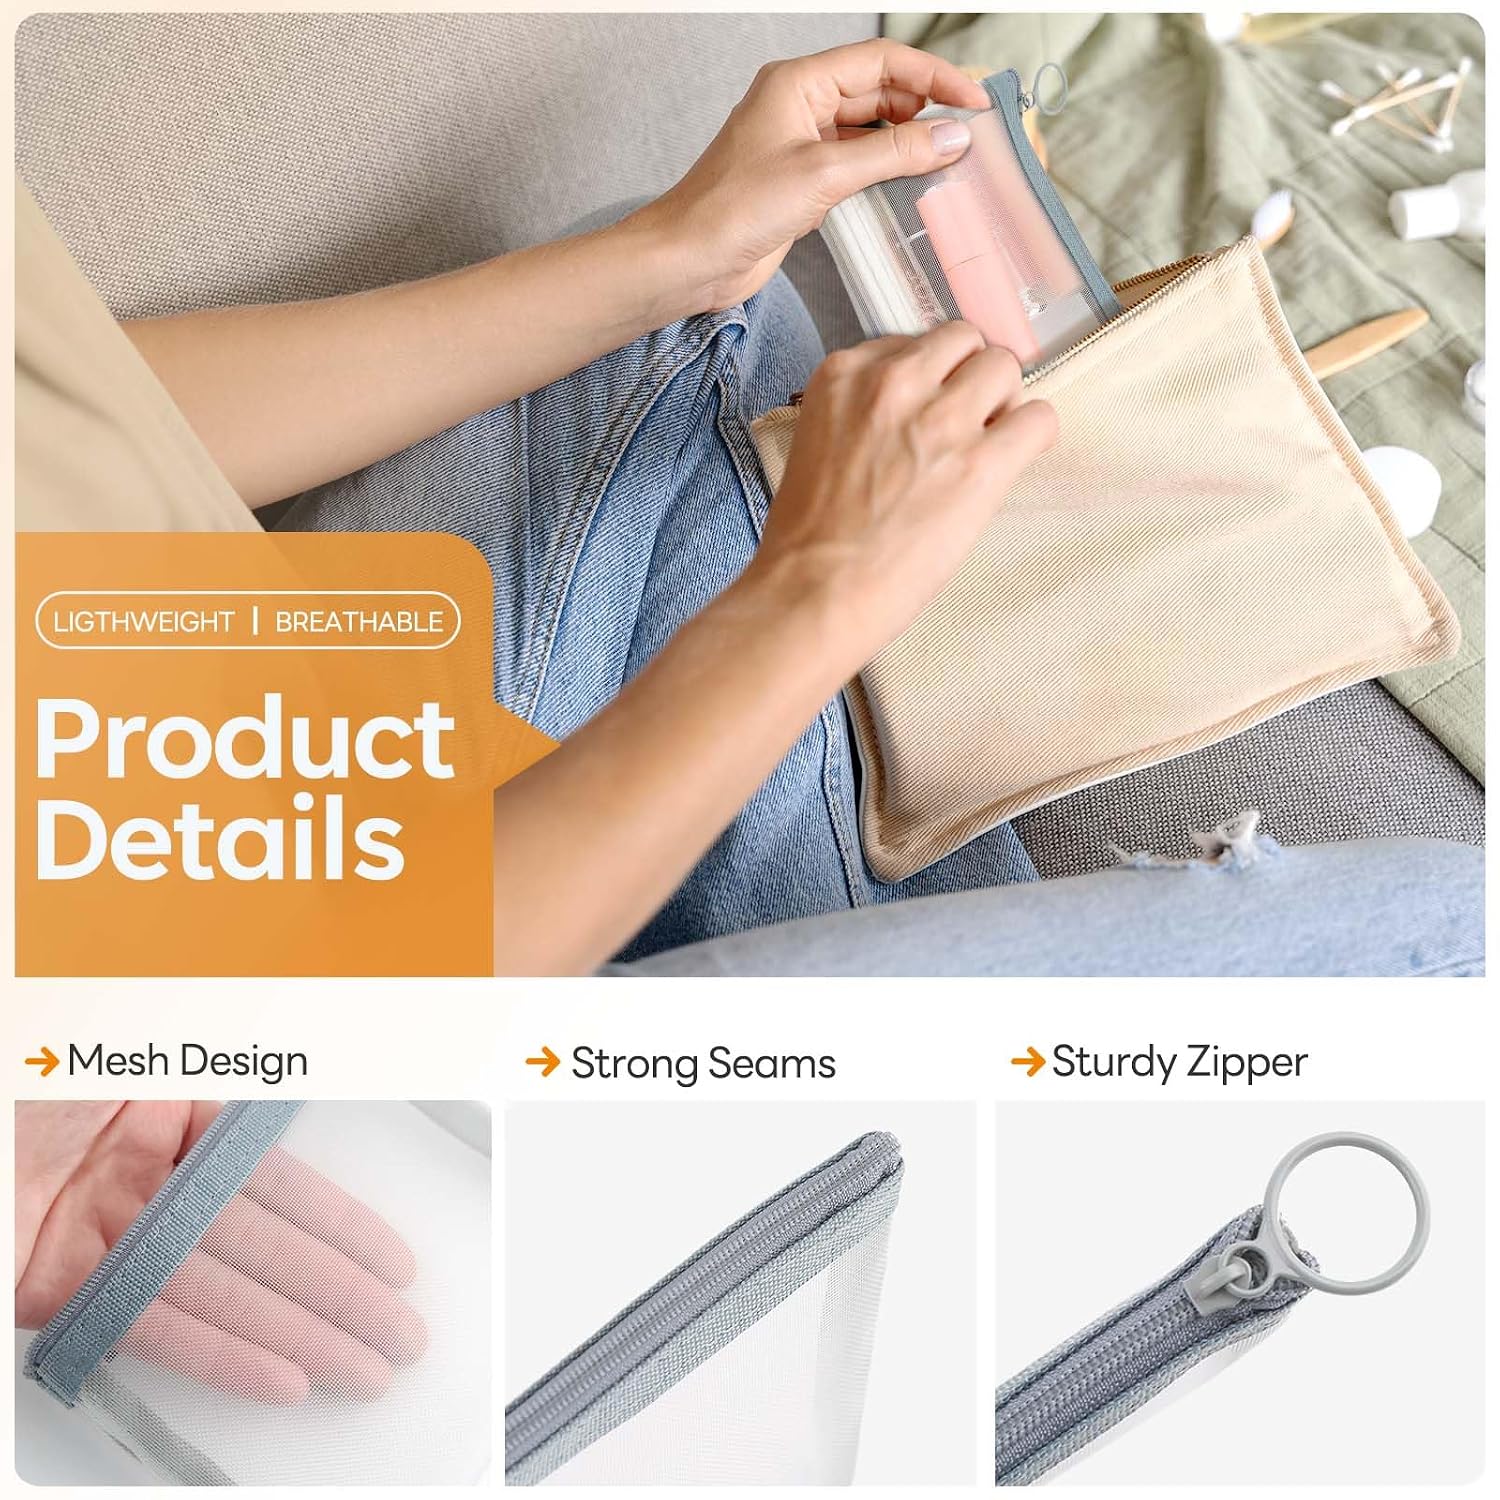 LIGTHWEIGHT | BREATHABLE
Product
Details
Mesh Design
Strong Seams
Sturdy Zipper